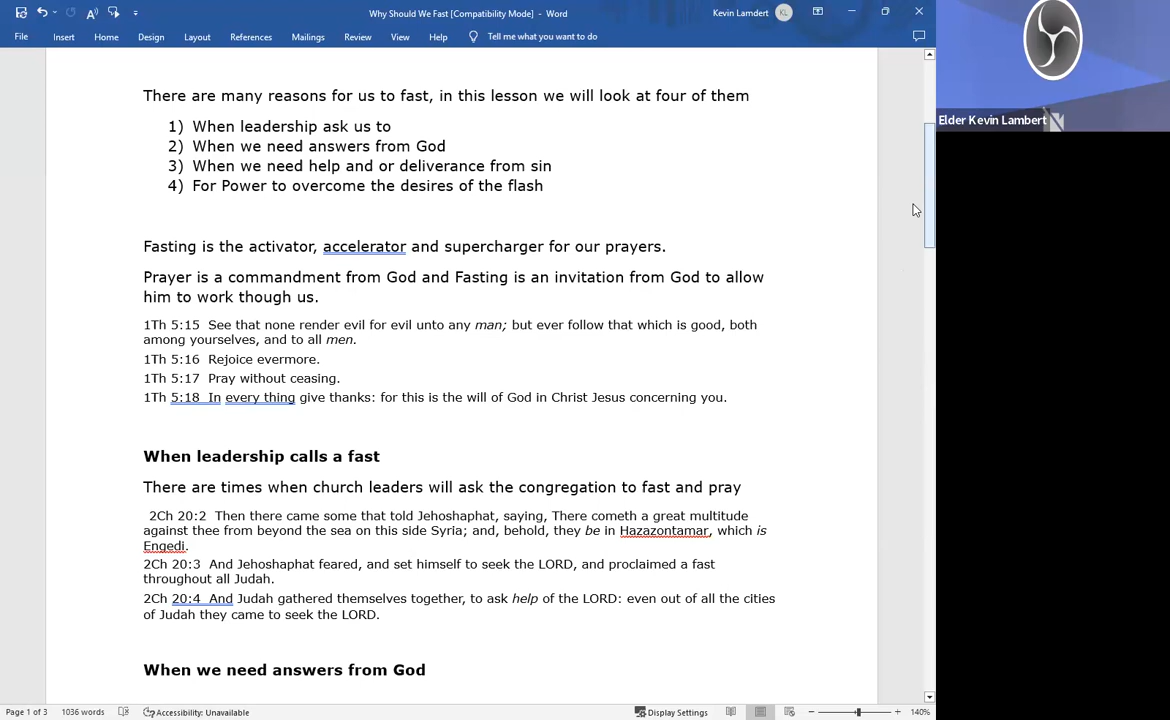 Why Should We Fast [Compatibility Mode] - Word
Kevin Lamdert
KL
File Insert Home Design Layout References Mailings Review View Help Tell me what you want to do
There are many reasons for us to fast, in this lesson we will look at four of them
1) When leadership ask us to
2) When we need answers from God
3) When we need help and or deliverance from sin
4) For Power to overcome the desires of the flash
Fasting is the activator, accelerator and supercharger for our prayers.
Prayer is a commandment from God and Fasting is an invitation from God to allow
him to work though us.
1Th 5:15 See that none render evil for evil unto any man; but ever follow that which is good, both
among yourselves, and to all men.
1Th 5:16 Rejoice evermore.
1Th 5:17 Pray without ceasing.
1Th 5:18 In every thing give thanks: for this is the will of God in Christ Jesus concerning you.
When leadership calls a fast
There are times when church leaders will ask the congregation to fast and pray
2Ch 20:2 Then there came some that told Jehoshaphat, saying, There cometh a great multitude
against thee from beyond the sea on this side Syria; and, behold, they be in Hazazontamar, which is
Engedi.
2Ch 20:3 And Jehoshaphat feared, and set himself to seek the LORD, and proclaimed a fast
throughout all Judah.
2Ch 20:4 And Judah gathered themselves together, to ask help of the LORD: even out of all the cities
of Judah they came to seek the LORD.
When we need answers from God
Page 1 of 3 1036 words Accessibility: Unavailable Display Settings 140%
Elder Kevin Lambert